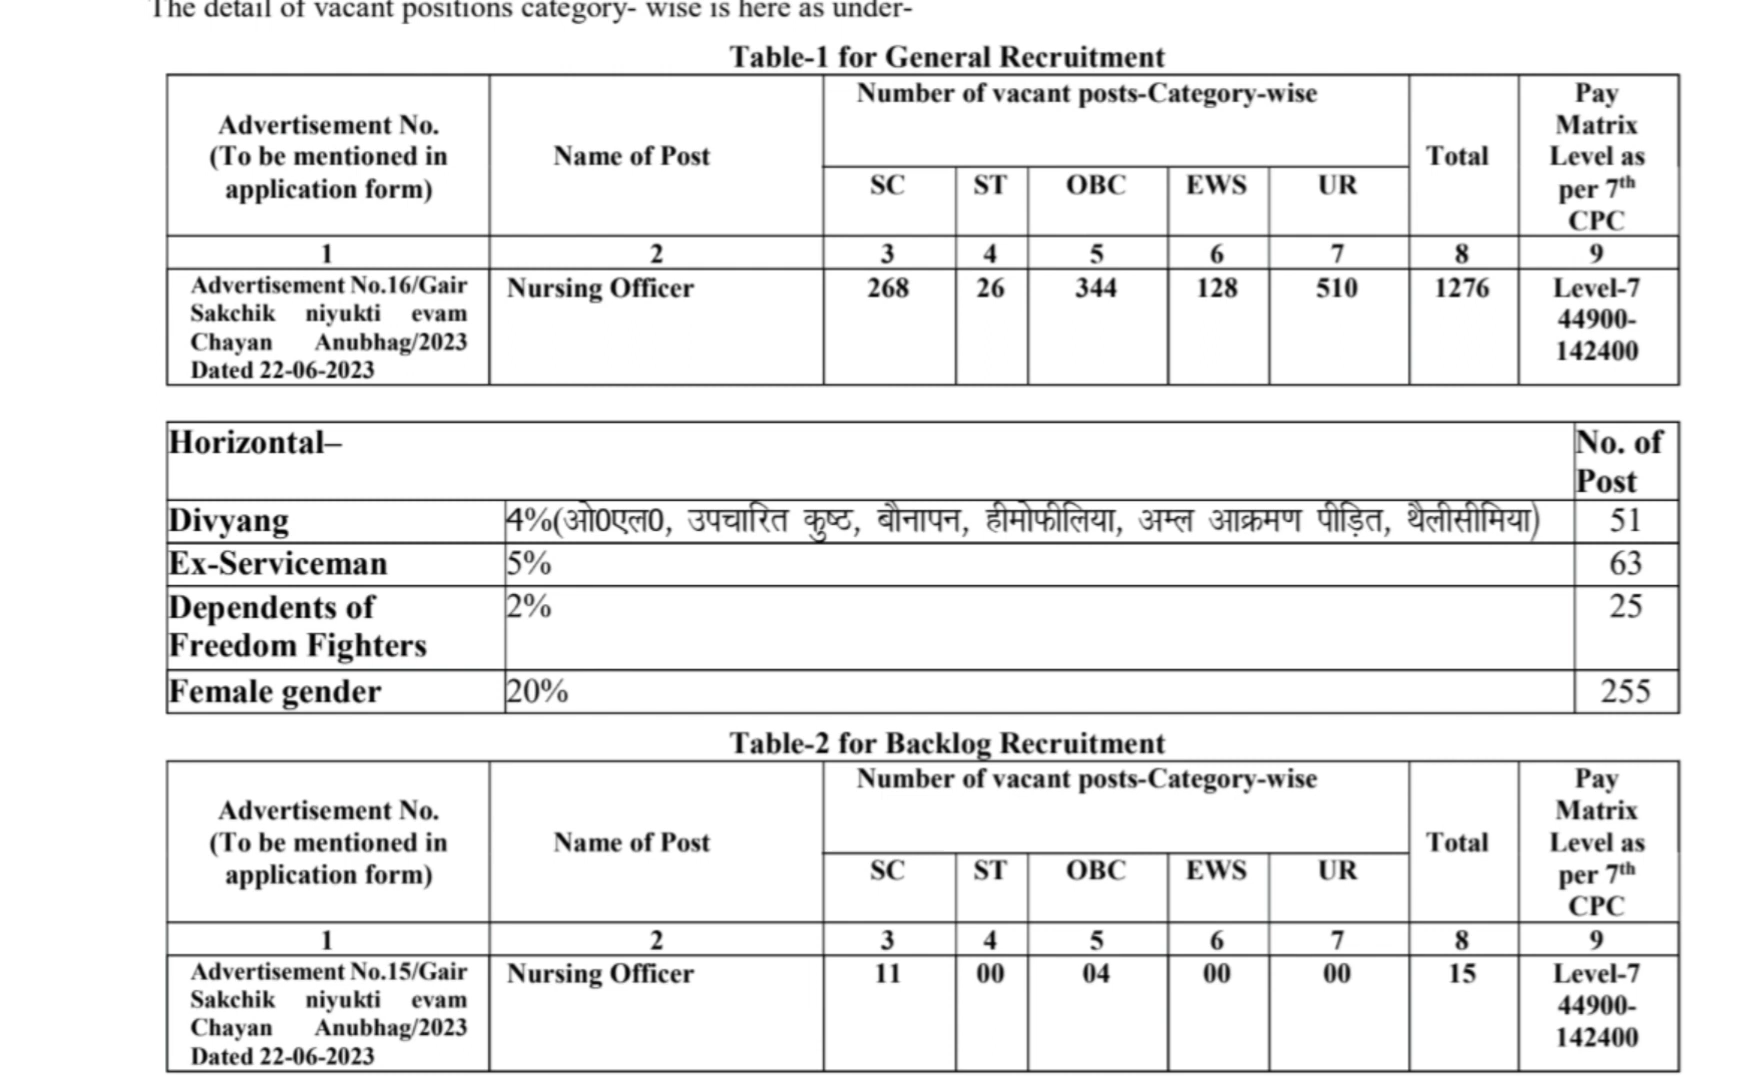 The detail of vacant positions category- wise is here as under-
Table-1 for General Recruitment
Advertisement No.
(To be mentioned in
application form)
Name of Post
Number of vacant posts-Category-wise
SC ST OBC EWS UR
Total
Pay
Matrix
Level as
per 7th
CPC
1 2 3 4 5 6 7 8 9
Advertisement No.16/Gair
Sakchik niyukti evam
Chayan Anubhag/2023
Dated 22-06-2023
Nursing Officer 268 26 344 128 510 1276
Level-7
44900-
142400
Horizontal–
No. of
Post
Divyang 4%(ओ0एल0, उपचारित कुष्ट, बौनापन, हीमोफीलिया, अम्ल आक्रमण पीड़ित, थैलीसीमिया) 51
Ex-Serviceman 5% 63
Dependents of
Freedom Fighters
2% 25
Female gender 20% 255
Table-2 for Backlog Recruitment
Advertisement No.
(To be mentioned in
application form)
Name of Post
Number of vacant posts-Category-wise
SC ST OBC EWS UR
Total
Pay
Matrix
Level as
per 7th
CPC
1 2 3 4 5 6 7 8 9
Advertisement No.15/Gair
Sakchik niyukti evam
Chayan Anubhag/2023
Dated 22-06-2023
Nursing Officer 11 00 04 00 00 15
Level-7
44900-
142400